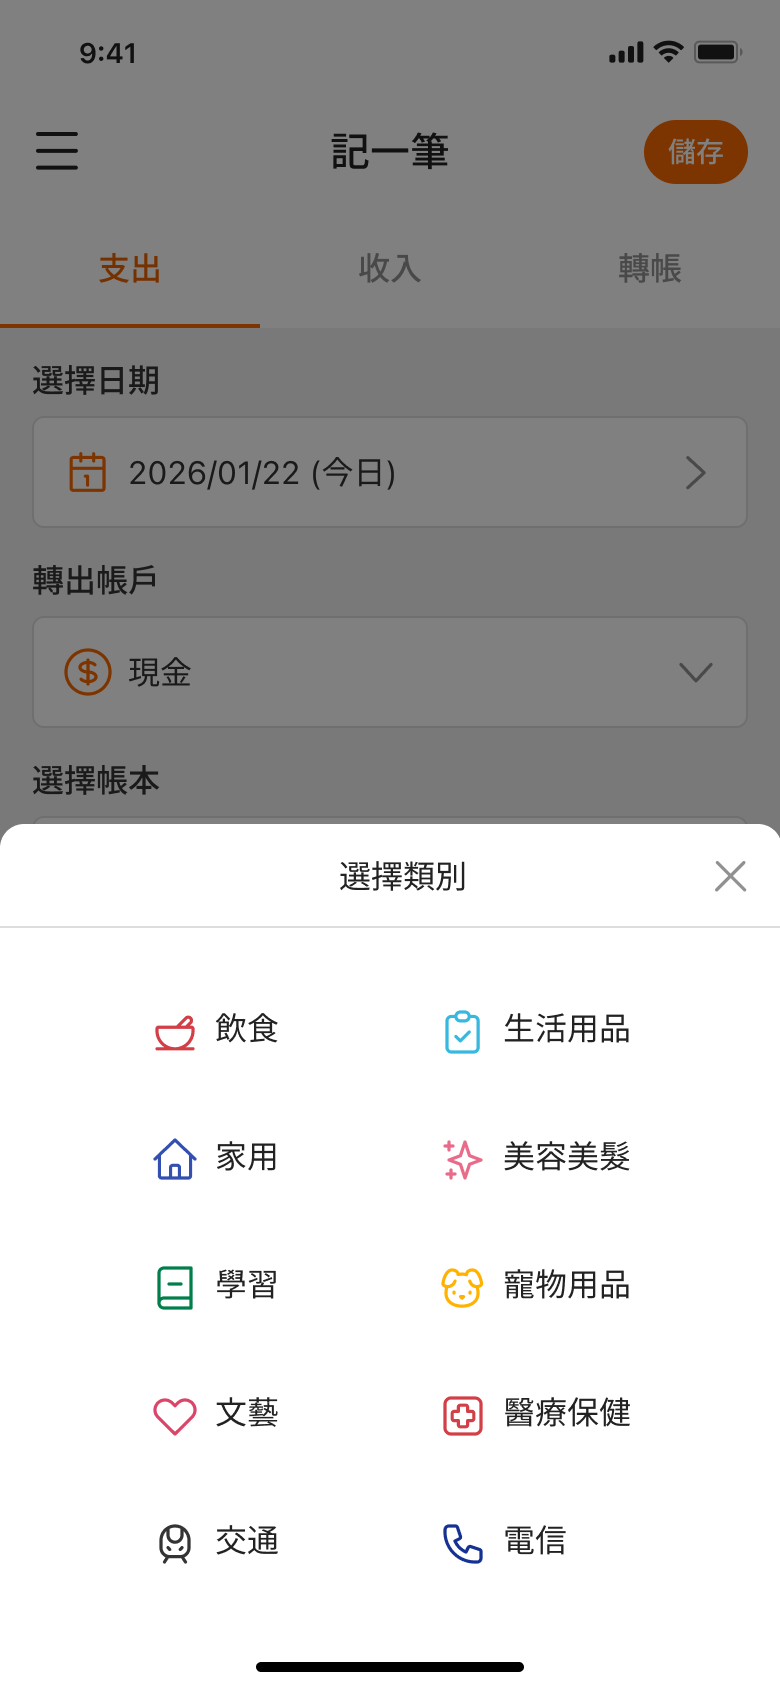 9:41
記一筆
儲存
支出
收入
轉帳
選擇日期
2026/01/22 (今日)
轉出帳戶
現金
選擇帳本
選擇類別
飲食
生活用品
家用
美容美髮
學習
寵物用品
文藝
醫療保健
交通
電信